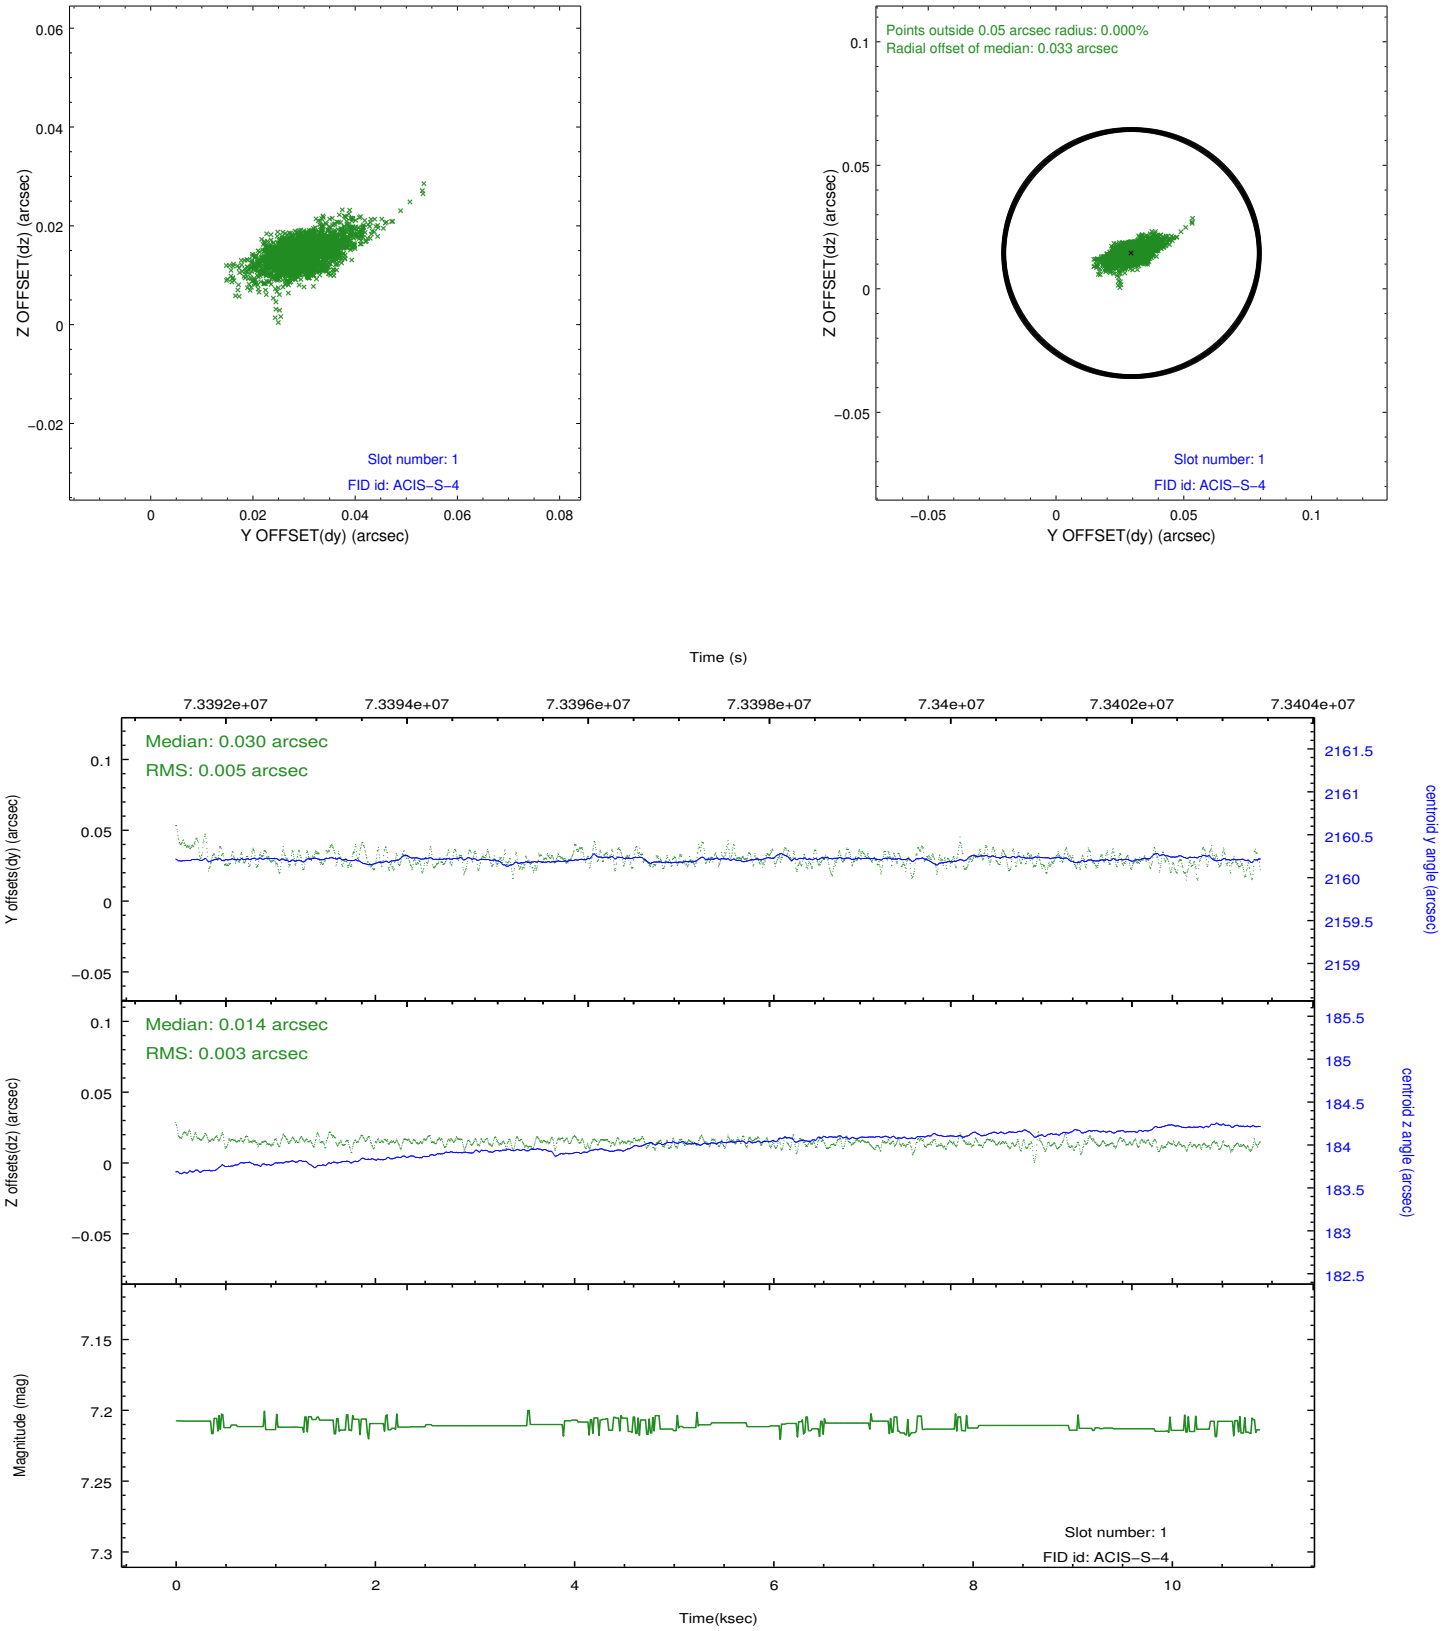 0.06
0.04
0.02
0
−0.02
Z OFFSET(dz) (arcsec)
Slot number: 1
FID id: ACIS−S−4
0
0.02
0.04
0.06
0.08
Y OFFSET(dy) (arcsec)
Points outside 0.05 arcsec radius: 0.000%
Radial offset of median: 0.033 arcsec
0.1
0.05
0
−0.05
Z OFFSET(dz) (arcsec)
Slot number: 1
FID id: ACIS−S−4
−0.05
0
0.05
0.1
Y OFFSET(dy) (arcsec)
Time (s)
7.3392e+07
7.3394e+07
7.3396e+07
7.3398e+07
7.34e+07
7.3402e+07
7.3404e+07
Median: 0.030 arcsec
RMS: 0.005 arcsec
0.1
0.05
0
−0.05
Y offsets(dy) (arcsec)
2161.5
2161
2160.5
2160
2159.5
2159
centroid y angle (arcsec)
Median: 0.014 arcsec
RMS: 0.003 arcsec
0.1
0.05
0
−0.05
Z offsets(dz) (arcsec)
185.5
185
184.5
184
183.5
183
182.5
centroid z angle (arcsec)
7.15
7.2
7.25
7.3
Magnitude (mag)
Slot number: 1
FID id: ACIS−S−4
0
2
4
6
8
10
Time(ksec)